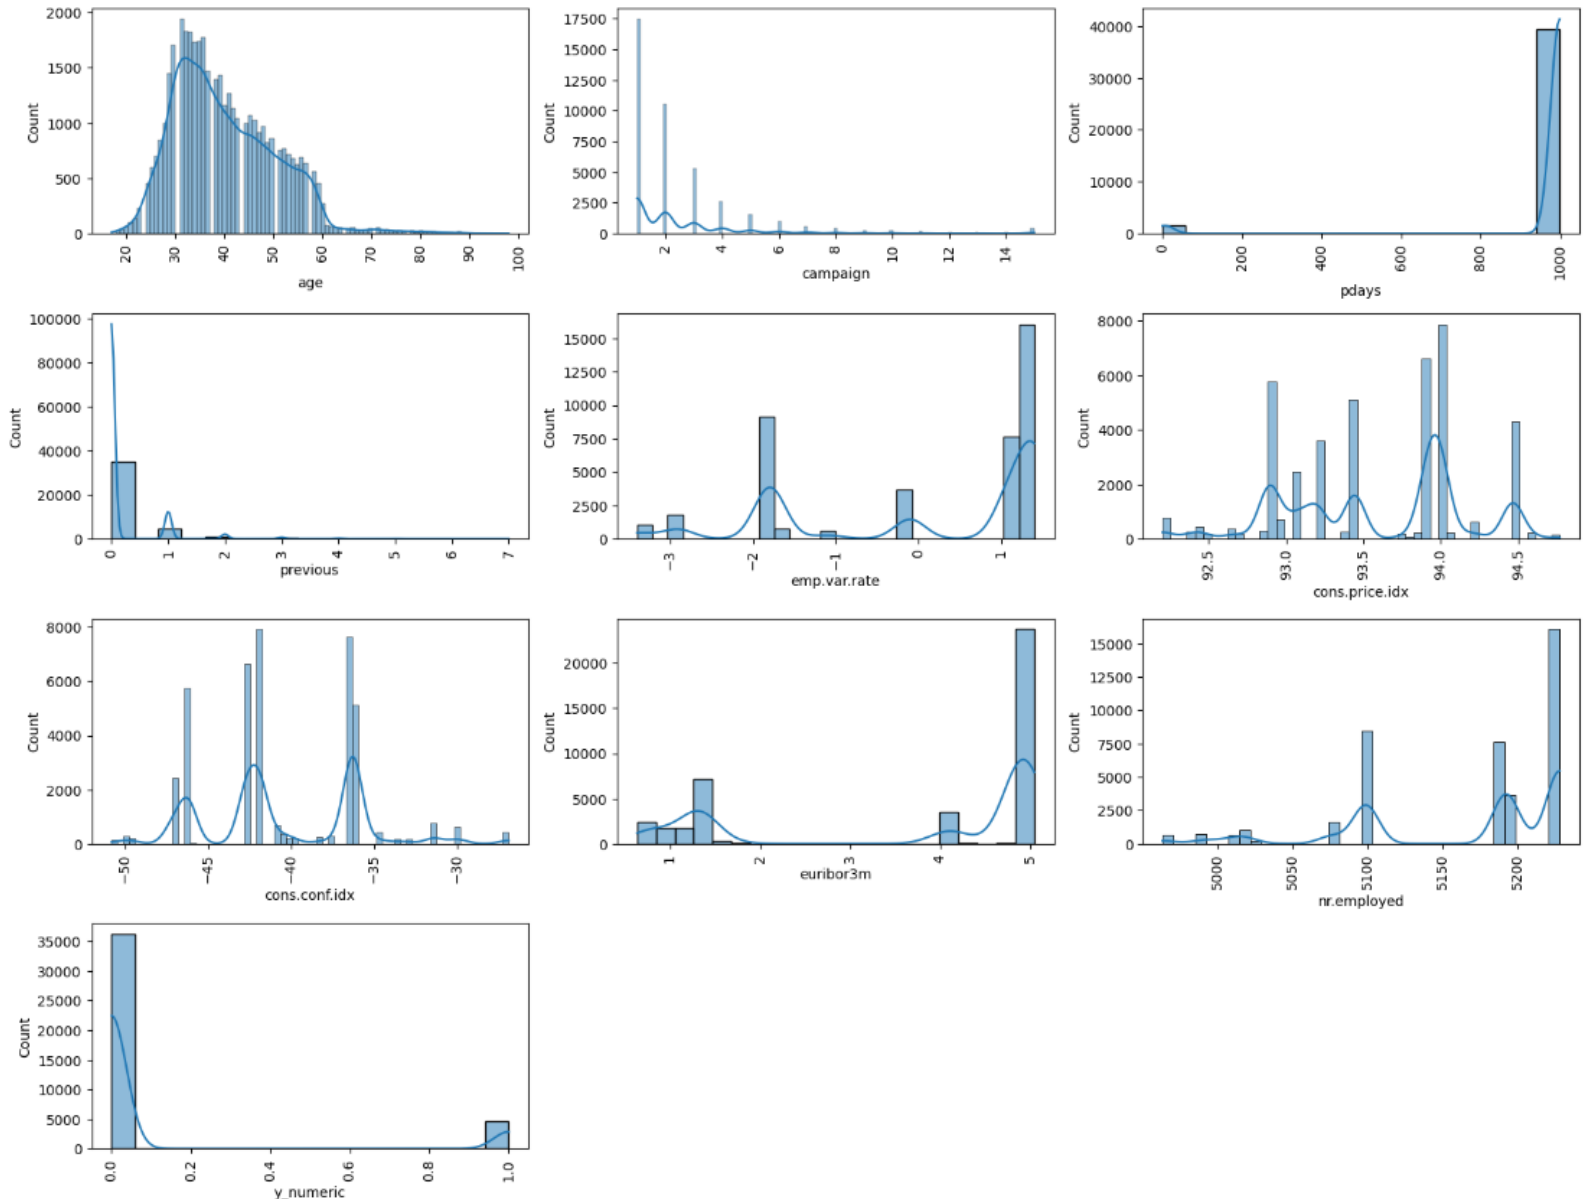 2000
1500
1000
500
0
Count
20 30 40 50 60 70 80 90 100
age
17500
15000
12500
10000
7500
5000
2500
0
Count
2 4 6 8 10 12 14
campaign
40000
30000
20000
10000
0
Count
0 200 400 600 800 1000
pdays
100000
80000
60000
40000
20000
0
Count
0 1 2 3 4 5 6 7
previous
15000
12500
10000
7500
5000
2500
0
Count
−3 −2 −1 0 1
emp.var.rate
8000
6000
4000
2000
0
Count
92.5 93.0 93.5 94.0 94.5
cons.price.idx
8000
6000
4000
2000
0
Count
−50 −45 −40 −35 −30
cons.conf.idx
20000
15000
10000
5000
0
Count
1 2 3 4 5
euribor3m
15000
12500
10000
7500
5000
2500
0
Count
5000 5050 5100 5150 5200
nr.employed
35000
30000
25000
20000
15000
10000
5000
0
Count
0.0 0.2 0.4 0.6 0.8 1.0
y_numeric